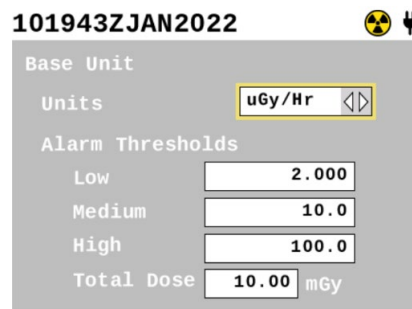 101943ZJAN2022
Base Unit
Units uGy/Hr
Alarm Thresholds
Low 2.000
Medium 10.0
High 100.0
Total Dose 10.00 mGy